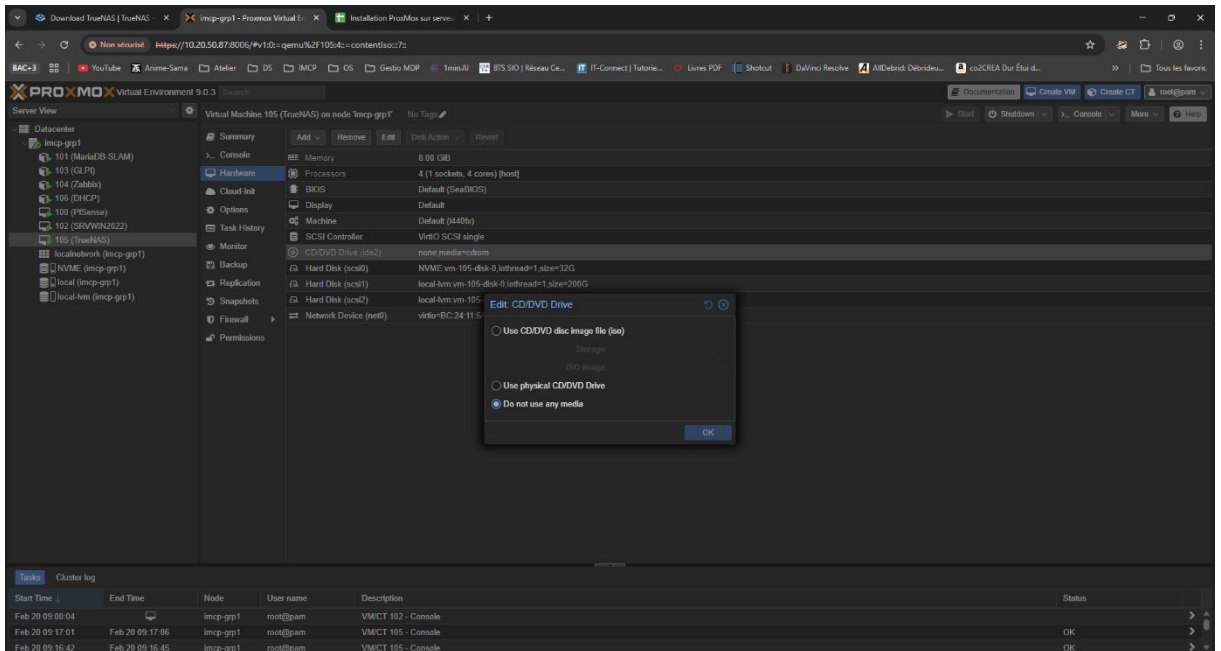 Download TrueNAS | TrueNAS
imcp-grp1 - Proxmox Virtual E
Installation ProxMox sur serve
Non sécurisé https://10.20.50.87:8006/#v1:0:=qemu%2F105:4:::=contentIso:::7::
BAC+3 YouTube Anime-Sama Atelier DS IMCP OS Gestio MDP 1min.AI BTS SIO | Réseau Ce... IT-Connect | Tutorie... Livres PDF Shotcut DaVinci Resolve AllDebrid: Débrideu... co2CREA Dur Étui d... Tous les favoris
PROXMOX Virtual Environment 9.0.3 Search Documentation Create VM Create CT root@pam
Server View
Virtual Machine 105 (TrueNAS) on node 'imcp-grp1' No Tags Start Shutdown Console More Help
Datacenter
imcp-grp1
101 (MariaDB-SLAM)
103 (GLPI)
104 (Zabbix)
106 (DHCP)
100 (PfSense)
102 (SRVWIN2022)
105 (TrueNAS)
localnetwork (imcp-grp1)
NVME (imcp-grp1)
local (imcp-grp1)
local-lvm (imcp-grp1)
Summary
Console
Hardware
Cloud-Init
Options
Task History
Monitor
Backup
Replication
Snapshots
Firewall
Permissions
Add Remove Edit Disk Action Revert
Memory 8.00 GiB
Processors 4 (1 sockets, 4 cores) [host]
BIOS Default (SeaBIOS)
Display Default
Machine Default (i440fx)
SCSI Controller VirtIO SCSI single
CD/DVD Drive (ide2) none,media=cdrom
Hard Disk (scsi0) NVME:vm-105-disk-0,iothread=1,size=32G
Hard Disk (scsi1) local-lvm:vm-105-disk-0,iothread=1,size=200G
Hard Disk (scsi2) local-lvm:vm-105-
Network Device (net0) virtio=BC:24:11:6
Edit: CD/DVD Drive
Use CD/DVD disc image file (iso)
Storage:
ISO image:
Use physical CD/DVD Drive
Do not use any media
OK
Tasks Cluster log
Start Time End Time Node User name Description Status
Feb 20 09:00:04 imcp-grp1 root@pam VM/CT 102 - Console
Feb 20 09:17:01 Feb 20 09:17:06 imcp-grp1 root@pam VM/CT 105 - Console OK
Feb 20 09:16:42 Feb 20 09:16:45 imcp-grp1 root@pam VM/CT 105 - Console OK